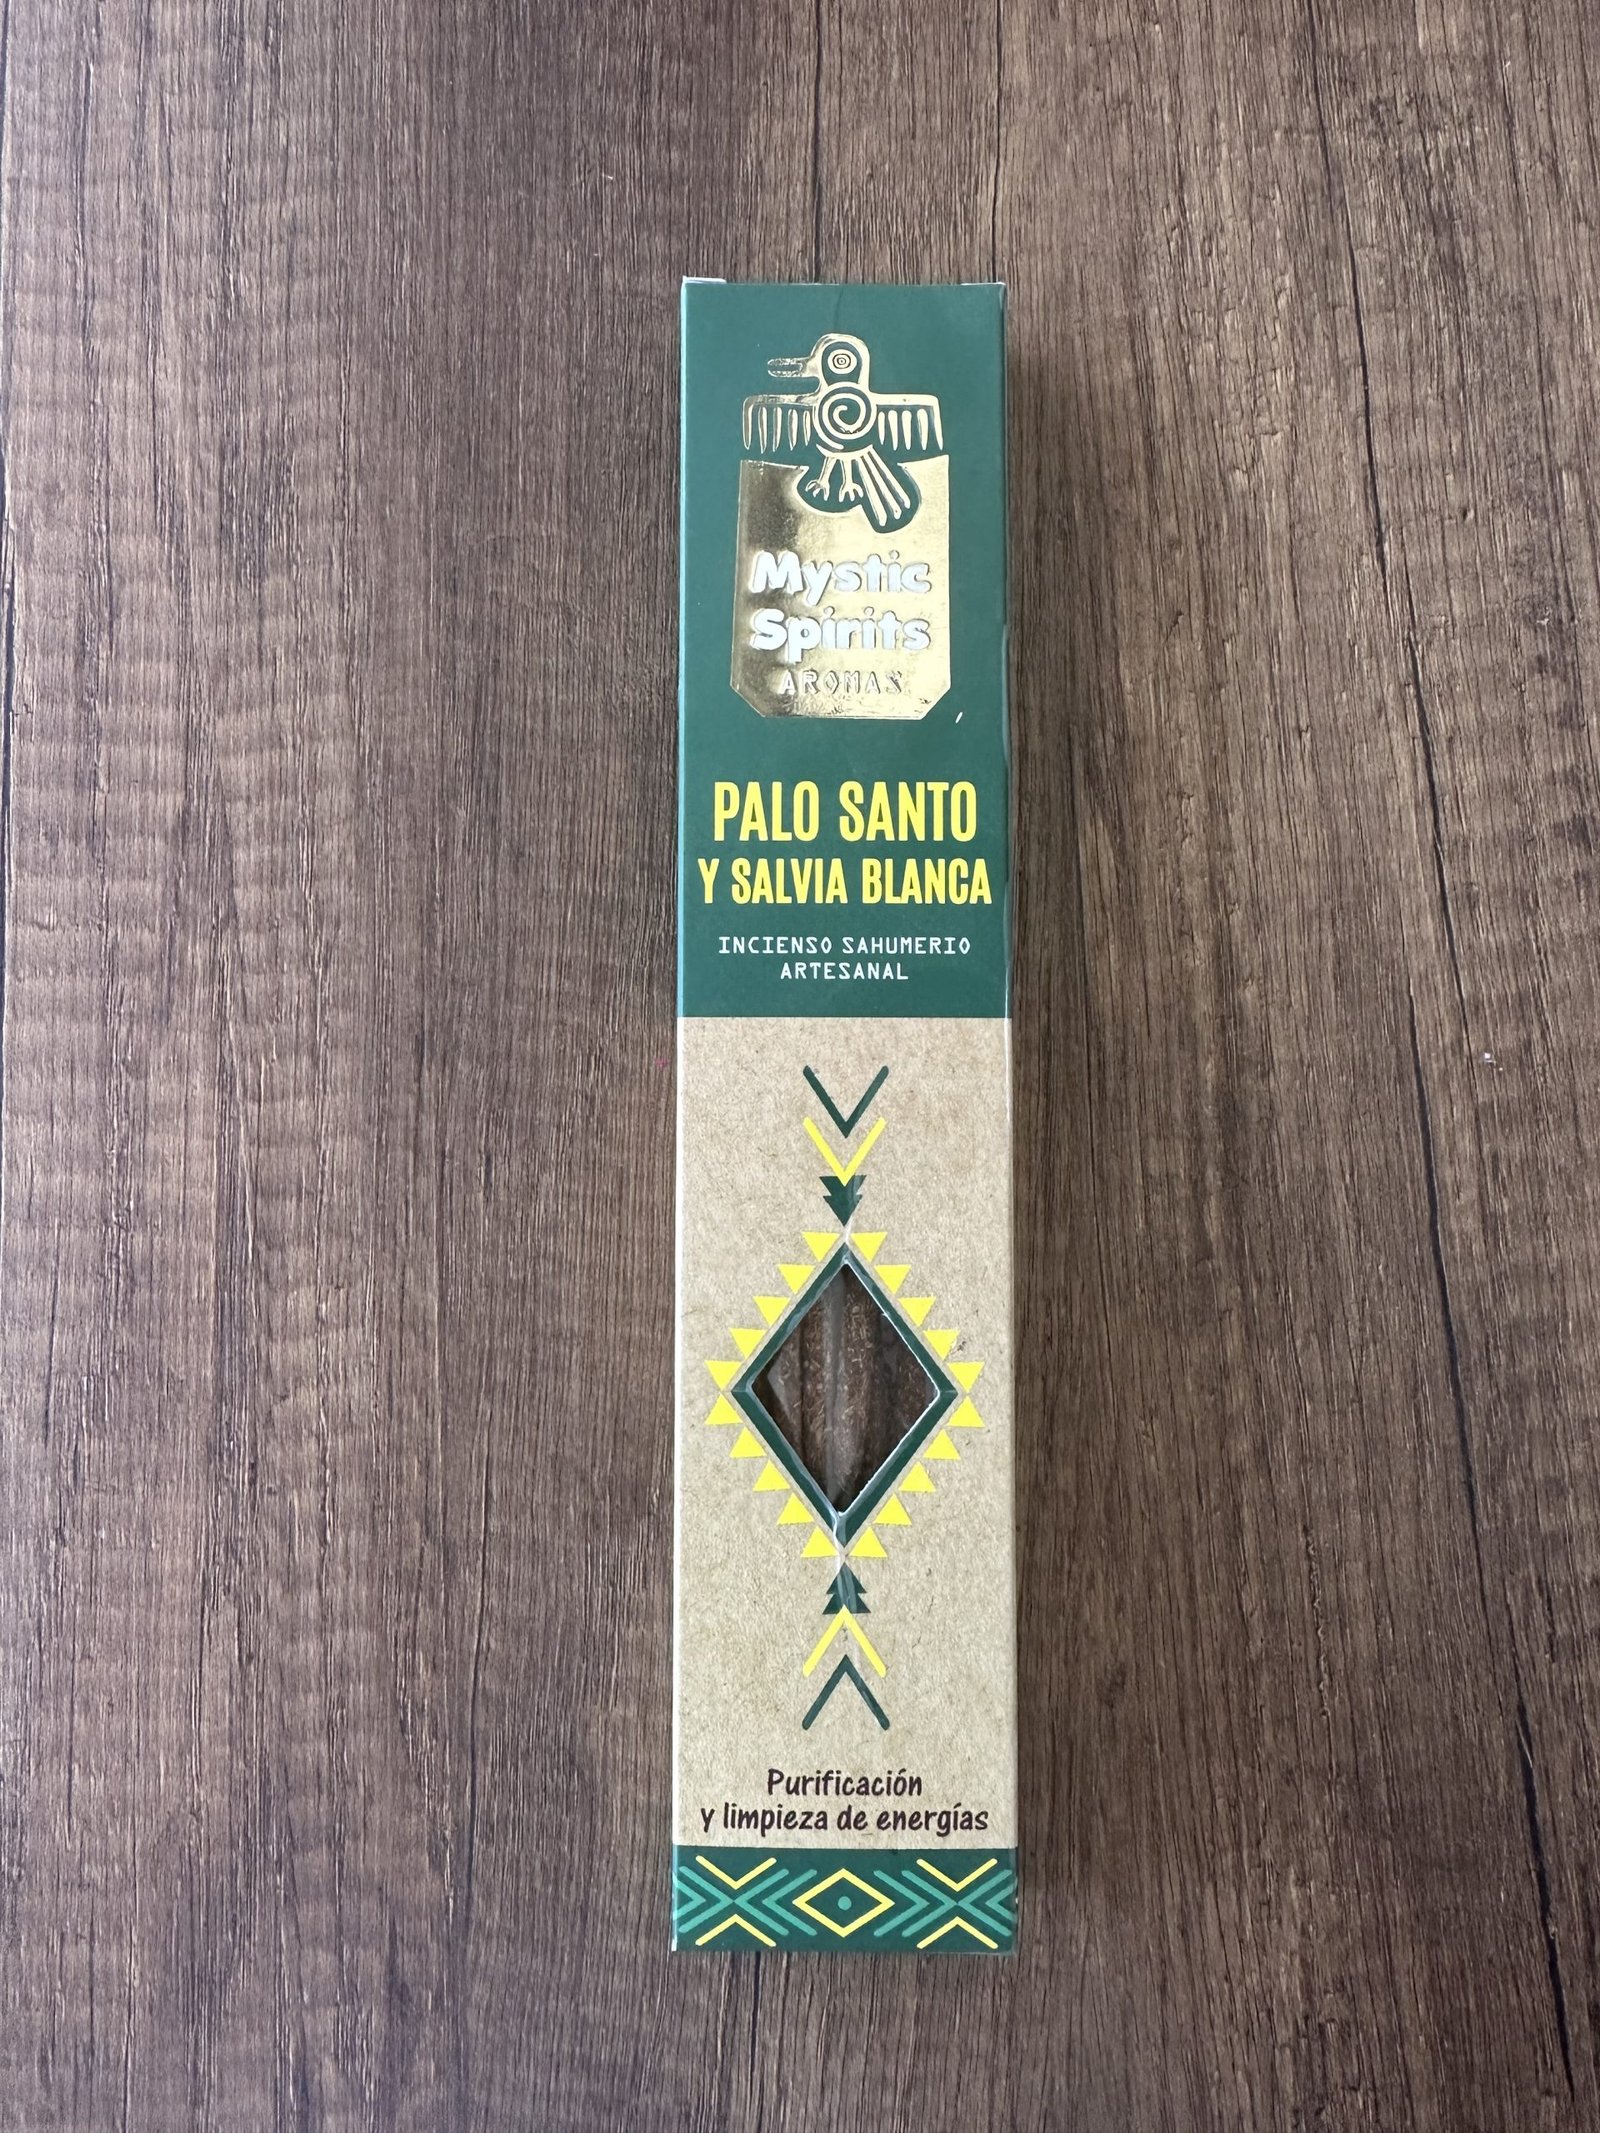 Mystic
Spirits
AROMAS
PALO SANTO
Y SALVIA BLANCA
INCIENSO SAHUMERIO
ARTESANAL
Purificación
y limpieza de energías